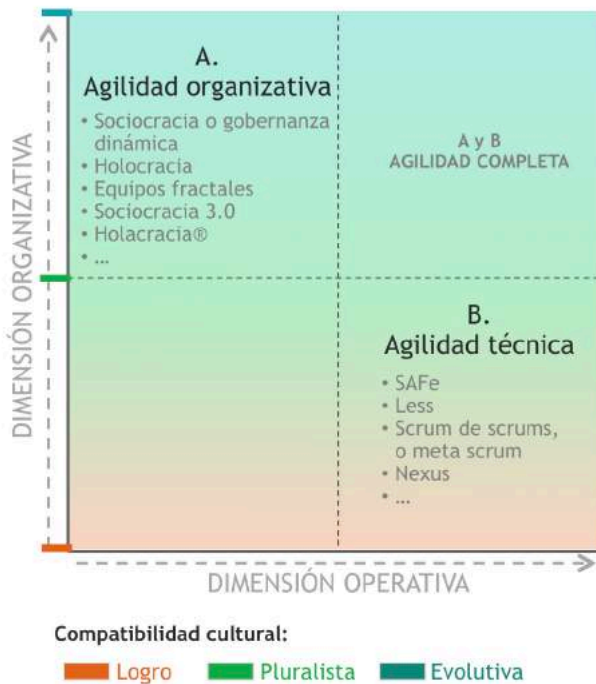 A.
Agilidad organizativa
• Sociocracia o gobernanza
dinámica
• Holocracia
• Equipos fractales
• Sociocracia 3.0
• Holacracia®
• ...
A y B
AGILIDAD COMPLETA
B.
Agilidad técnica
• SAFe
• Less
• Scrum de scrums,
o meta scrum
• Nexus
• ...
DIMENSIÓN ORGANIZATIVA
DIMENSIÓN OPERATIVA
Compatibilidad cultural:
Logro
Pluralista
Evolutiva